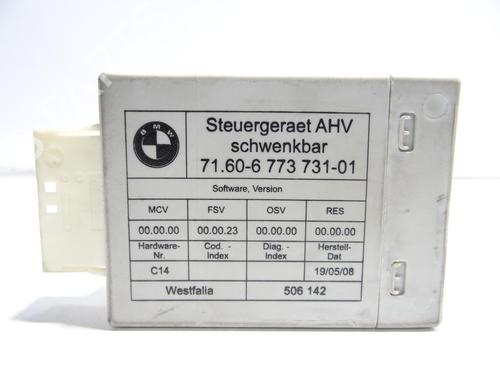 BMW
Steuergeraet AHV
schwenkbar
71.60-6 773 731-01
Software, Version
MCV FSV OSV RES
00.00.00 00.00.23 00.00.00 00.00.00
Hardware-Nr. Cod. -Index Diag. -Index Herstell-Dat
C14 19/05/08
Westfalia 506 142